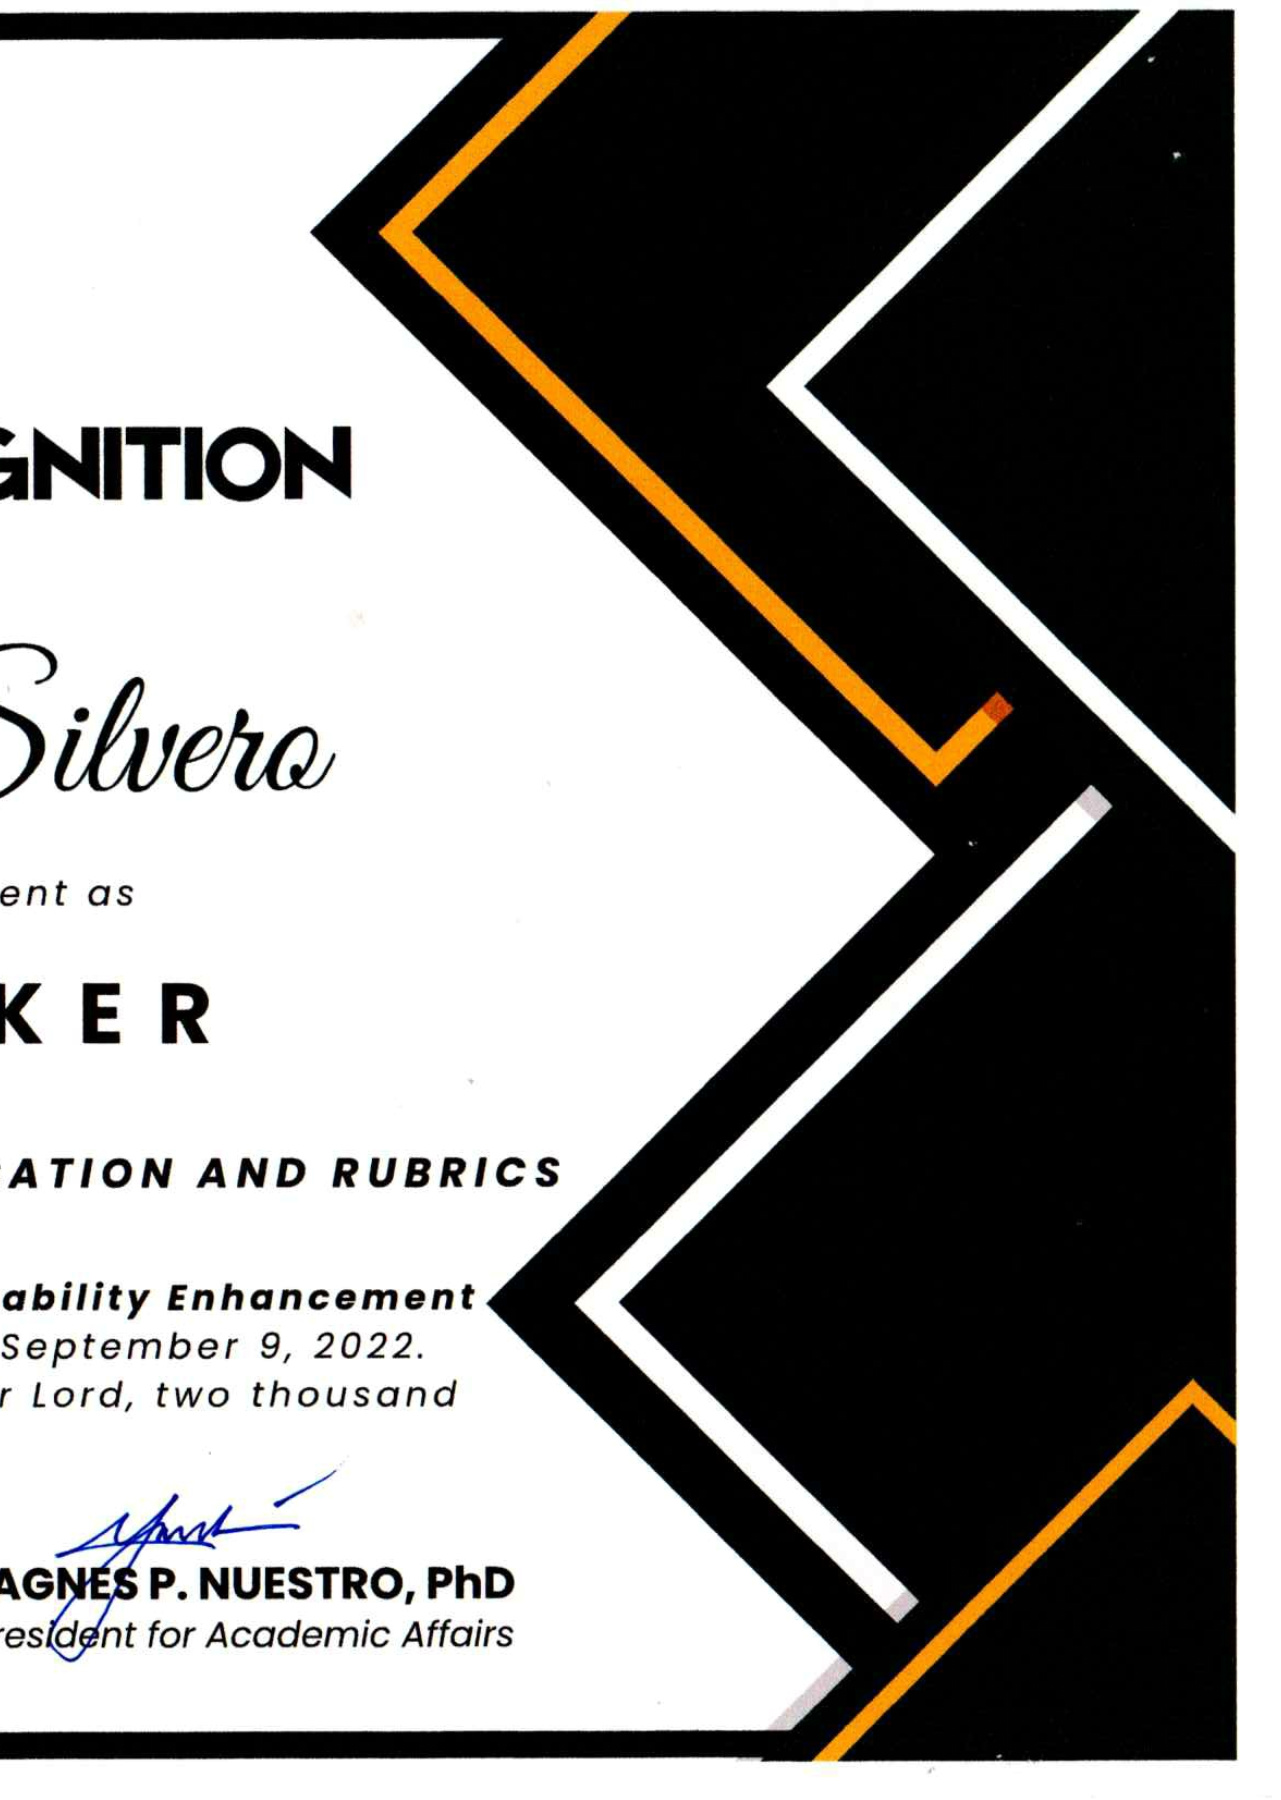 GNITION
Silvero
ent as
KER
ATION AND RUBRICS
ability Enhancement
September 9, 2022.
r Lord, two thousand
AGNES P. NUESTRO, PhD
resident for Academic Affairs